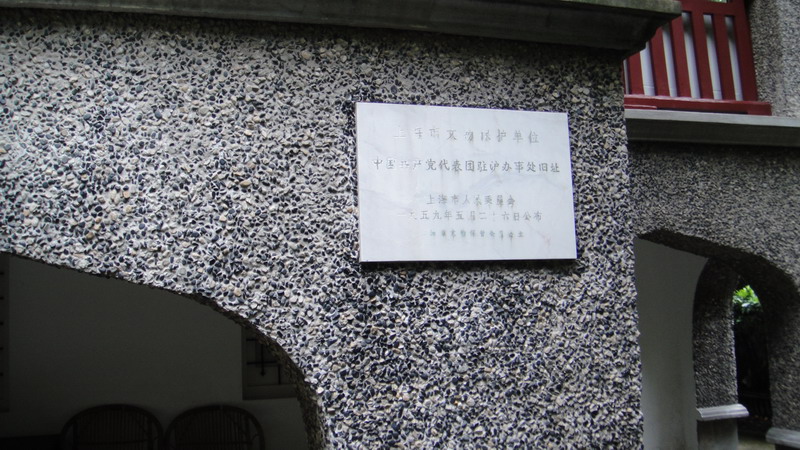 上海市文物保护单位
中国共产党代表团驻沪办事处旧址
上海市人民委员会
一九五九年五月二十六日公布